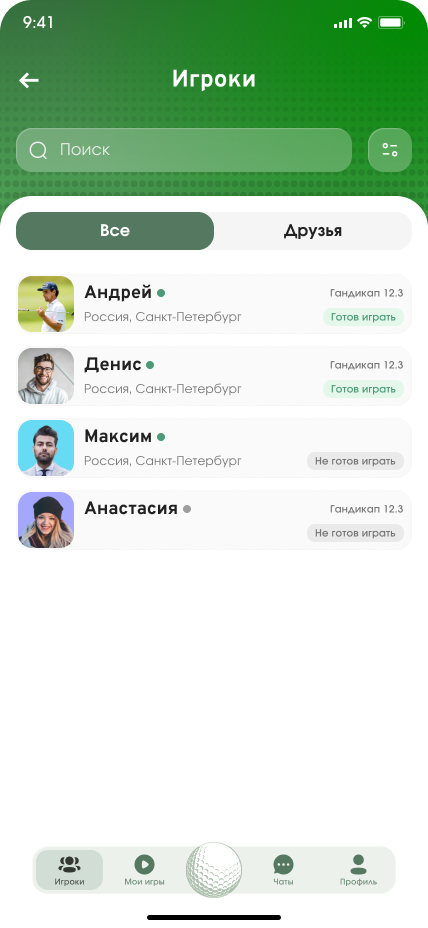 9:41
Игроки
Поиск
Все
Друзья
Андрей
Гандикап 12.3
Россия, Санкт-Петербург
Готов играть
Денис
Гандикап 12.3
Россия, Санкт-Петербург
Готов играть
Максим
Россия, Санкт-Петербург
Не готов играть
Анастасия
Гандикап 12.3
Не готов играть
Игроки
Мои игры
Чаты
Профиль